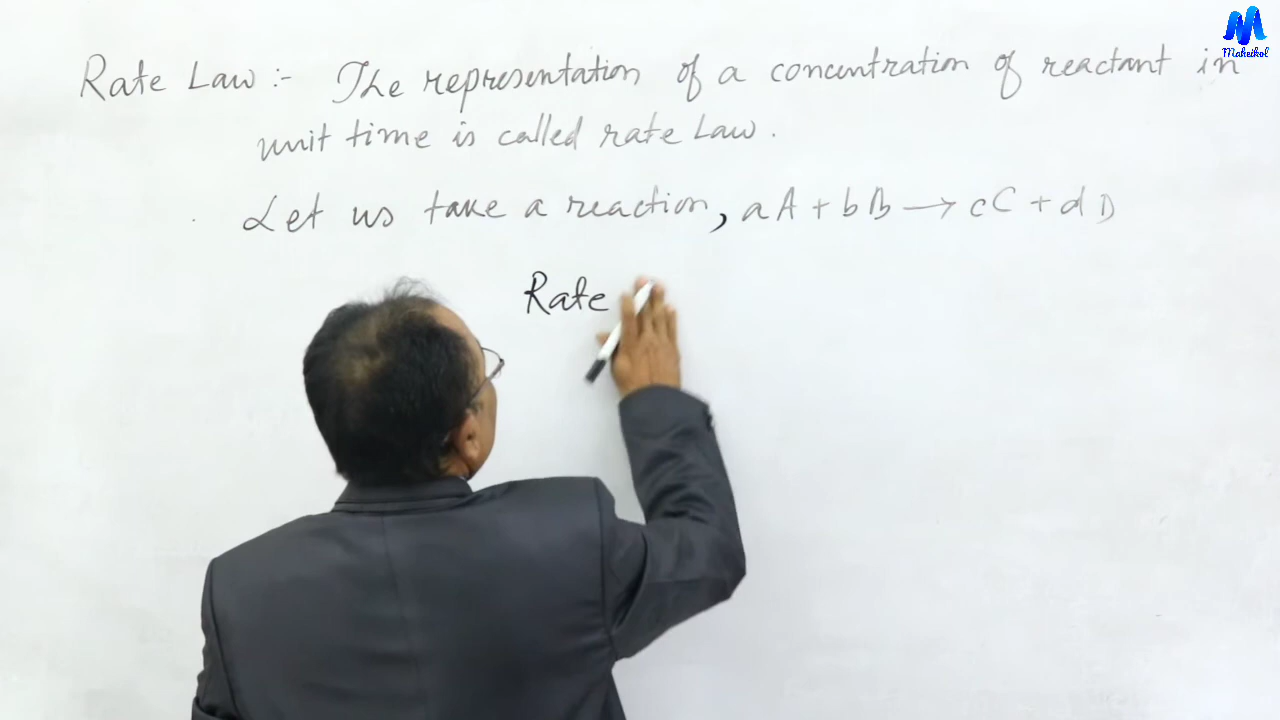 Maheikol
Rate Law :- The representation of a concentration of reactant in
unit time is called rate Law.
Let us take a reaction, aA + bB → cC + dD
Rate